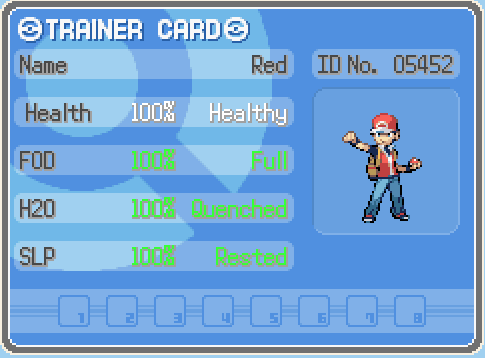 TRAINER CARD
Name Red
ID No. 05452
Health 100% Healthy
FOD 100% Full
H2O 100% Quenched
SLP 100% Rested
1 2 3 4 5 6 7 8